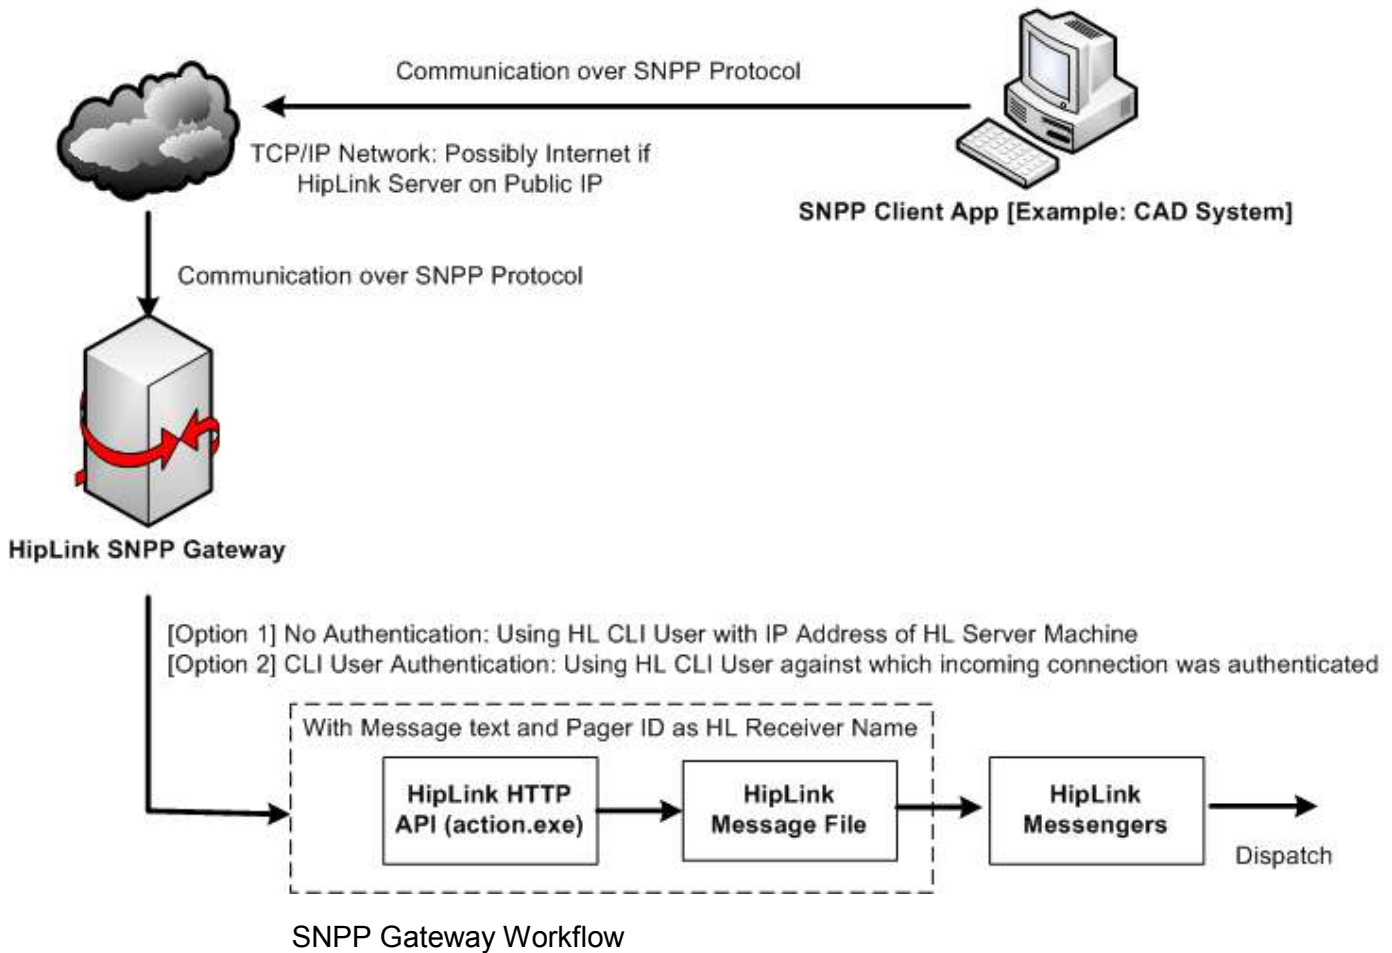 Communication over SNPP Protocol
TCP/IP Network: Possibly Internet if
HipLink Server on Public IP
SNPP Client App [Example: CAD System]
Communication over SNPP Protocol
HipLink SNPP Gateway
[Option 1] No Authentication: Using HL CLI User with IP Address of HL Server Machine
[Option 2] CLI User Authentication: Using HL CLI User against which incoming connection was authenticated
With Message text and Pager ID as HL Receiver Name
HipLink HTTP
API (action.exe)
HipLink
Message File
HipLink
Messengers
Dispatch
SNPP Gateway Workflow